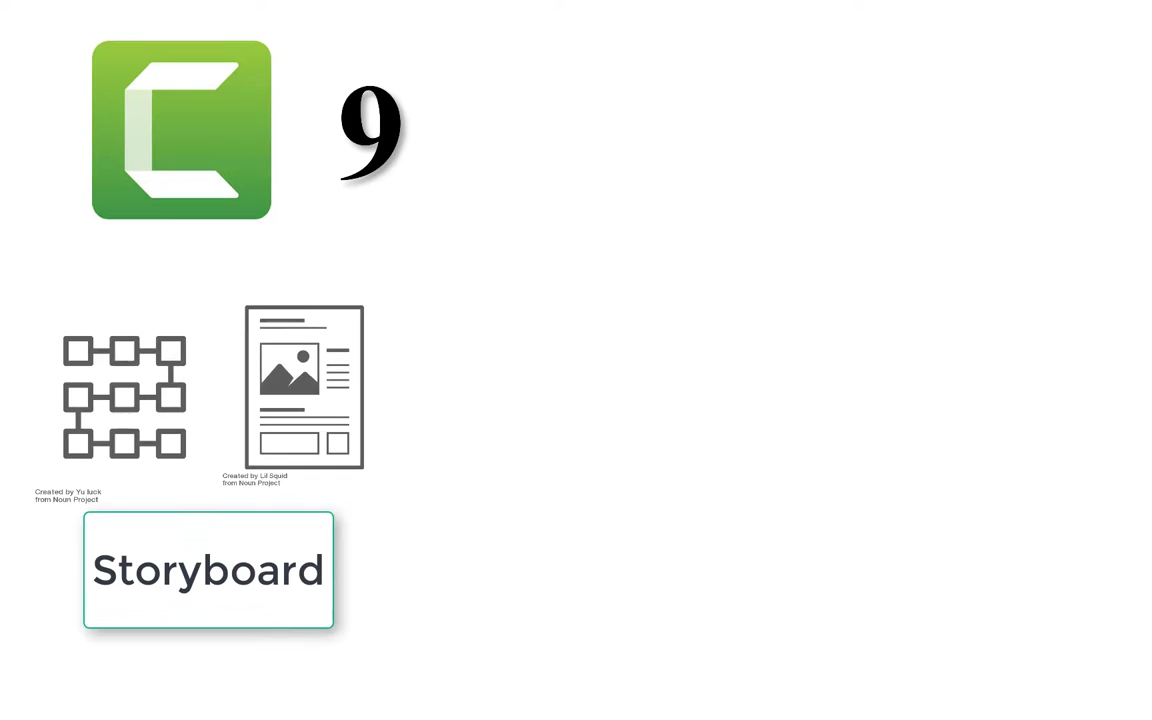 9
Created by Lil Squid
from Noun Project
Created by Yu luck
from Noun Project
Storyboard